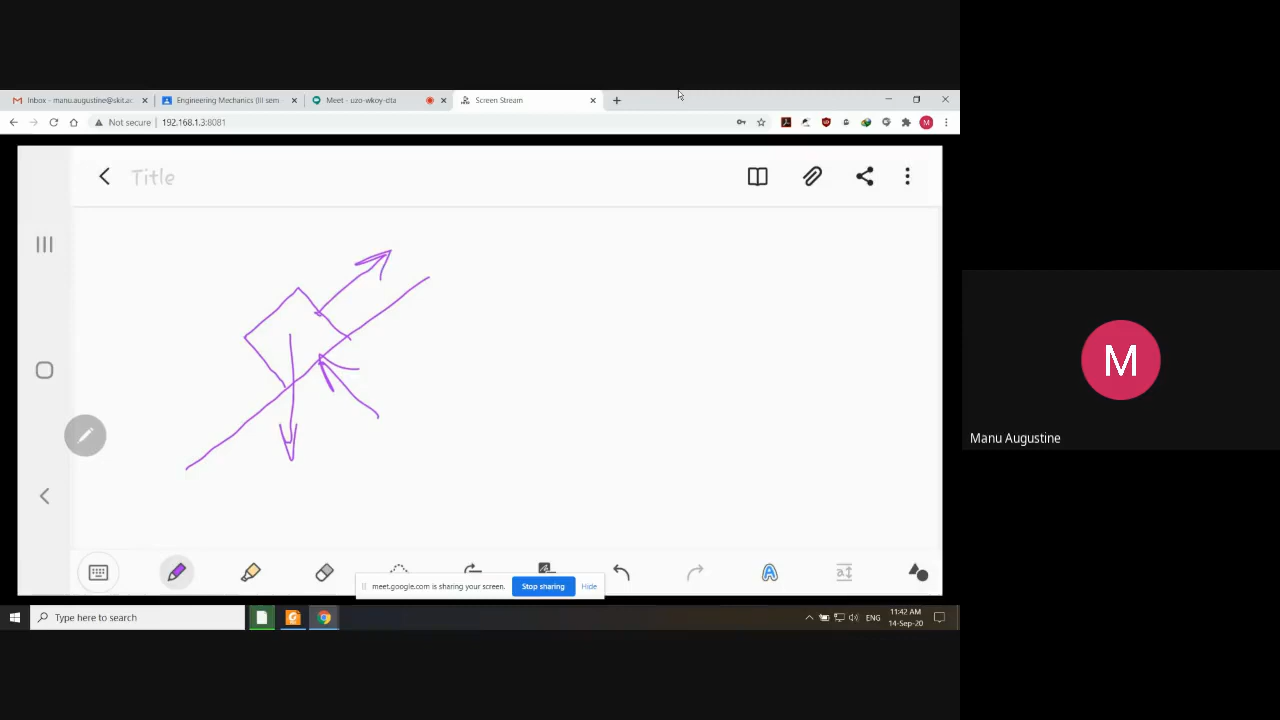 Inbox - manu.augustine@skit.ac
Engineering Mechanics (III sem
Meet - uzo-wkoy-dta
Screen Stream
Not secure
192.168.1.3:8081
Title
M
Manu Augustine
meet.google.com is sharing your screen.
Stop sharing
Hide
Type here to search
ENG
11:42 AM
14-Sep-20